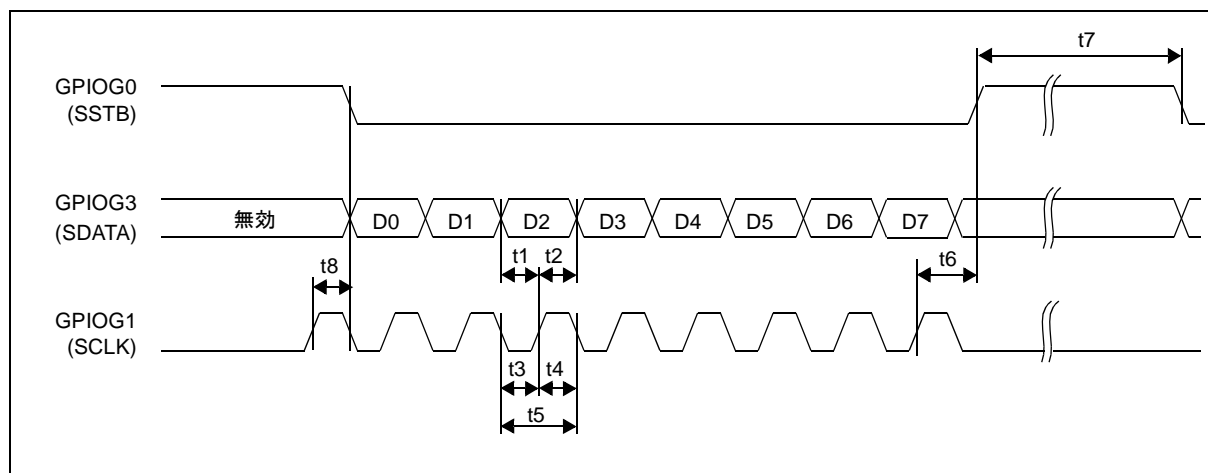 t7
GPIOG0
(SSTB)
GPIOG3
(SDATA)
無効
D0
D1
D2
D3
D4
D5
D6
D7
t8
t1
t2
t6
GPIOG1
(SCLK)
t3
t4
t5